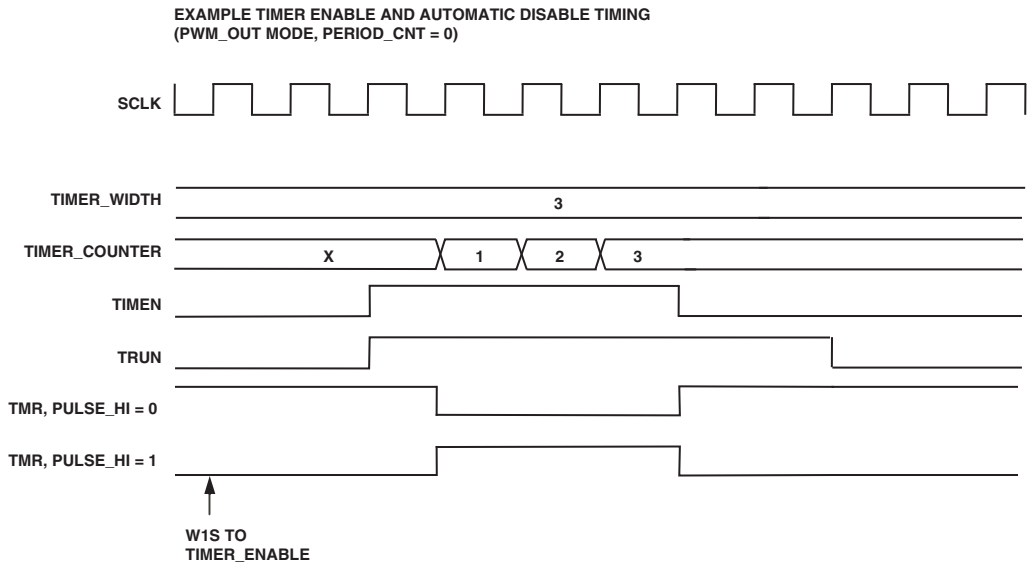 EXAMPLE TIMER ENABLE AND AUTOMATIC DISABLE TIMING
(PWM_OUT MODE, PERIOD_CNT = 0)
SCLK
TIMER_WIDTH
3
TIMER_COUNTER
X
1
2
3
TIMEN
TRUN
TMR, PULSE_HI = 0
TMR, PULSE_HI = 1
W1S TO
TIMER_ENABLE